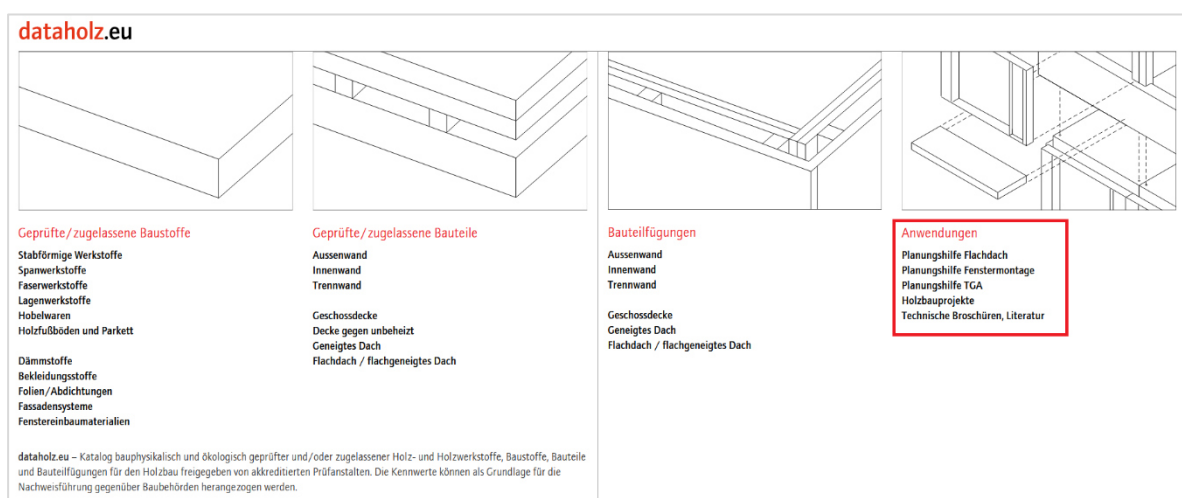 dataholz.eu
Geprüfte/zugelassene Baustoffe
Stabförmige Werkstoffe
Spanwerkstoffe
Faserwerkstoffe
Lagenwerkstoffe
Hobelwaren
Holzfußböden und Parkett
Dämmstoffe
Bekleidungsstoffe
Folien/Abdichtungen
Fassadensysteme
Fenstereinbaumaterialien
Geprüfte/zugelassene Bauteile
Aussenwand
Innenwand
Trennwand
Geschossdecke
Decke gegen unbeheizt
Geneigtes Dach
Flachdach / flachgeneigtes Dach
Bauteilfügungen
Aussenwand
Innenwand
Trennwand
Geschossdecke
Geneigtes Dach
Flachdach / flachgeneigtes Dach
Anwendungen
Planungshilfe Flachdach
Planungshilfe Fenstermontage
Planungshilfe TGA
Holzbauprojekte
Technische Broschüren, Literatur
dataholz.eu – Katalog bauphysikalisch und ökologisch geprüfter und/oder zugelassener Holz- und Holzwerkstoffe, Baustoffe, Bauteile
und Bauteilfügungen für den Holzbau freigegeben von akkreditierten Prüfanstalten. Die Kennwerte können als Grundlage für die
Nachweisführung gegenüber Baubehörden herangezogen werden.